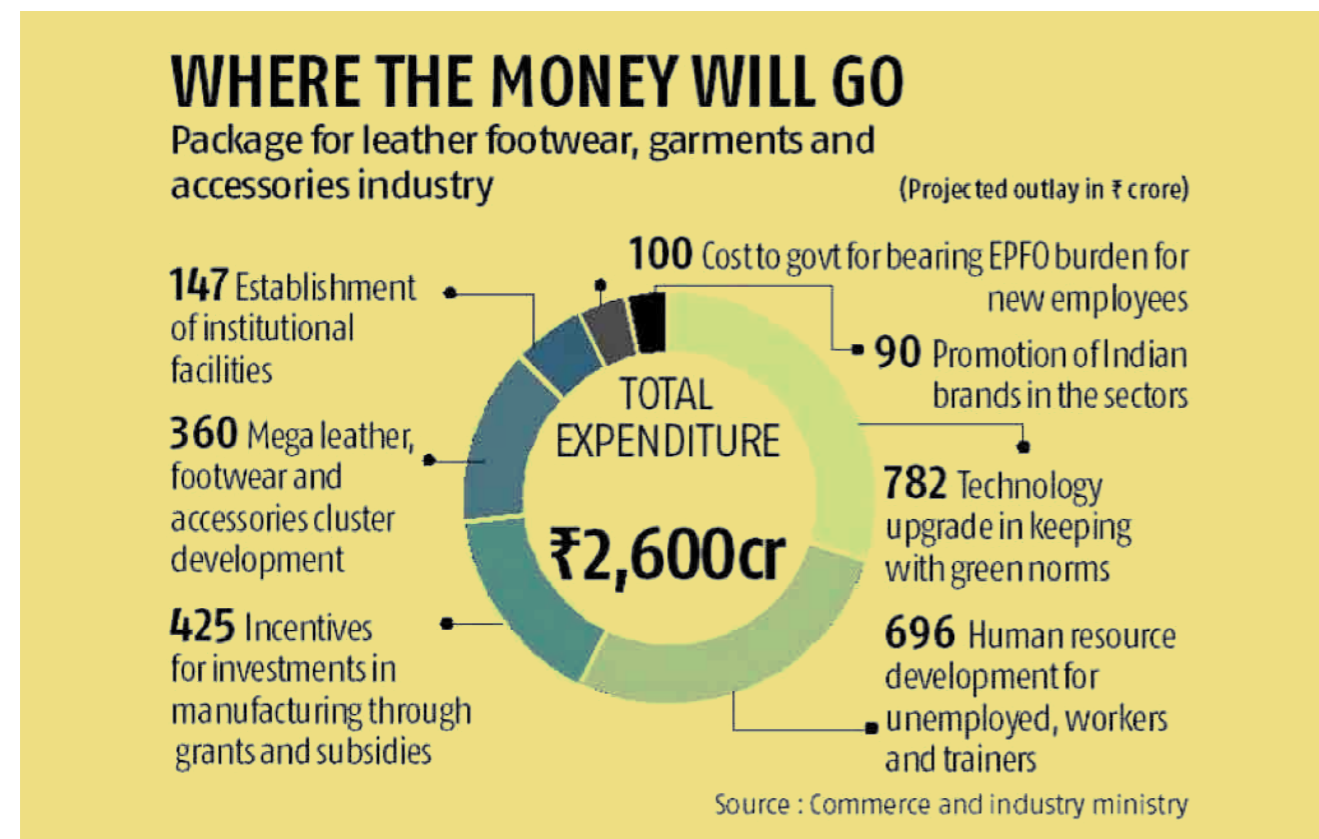 WHERE THE MONEY WILL GO
Package for leather footwear, garments and
accessories industry
(Projected outlay in ₹ crore)
100 Cost to govt for bearing EPFO burden for
new employees
147 Establishment
of institutional
facilities
90 Promotion of Indian
brands in the sectors
360 Mega leather,
footwear and
accessories cluster
development
TOTAL
EXPENDITURE
₹2,600cr
782 Technology
upgrade in keeping
with green norms
425 Incentives
for investments in
manufacturing through
grants and subsidies
696 Human resource
development for
unemployed, workers
and trainers
Source : Commerce and industry ministry